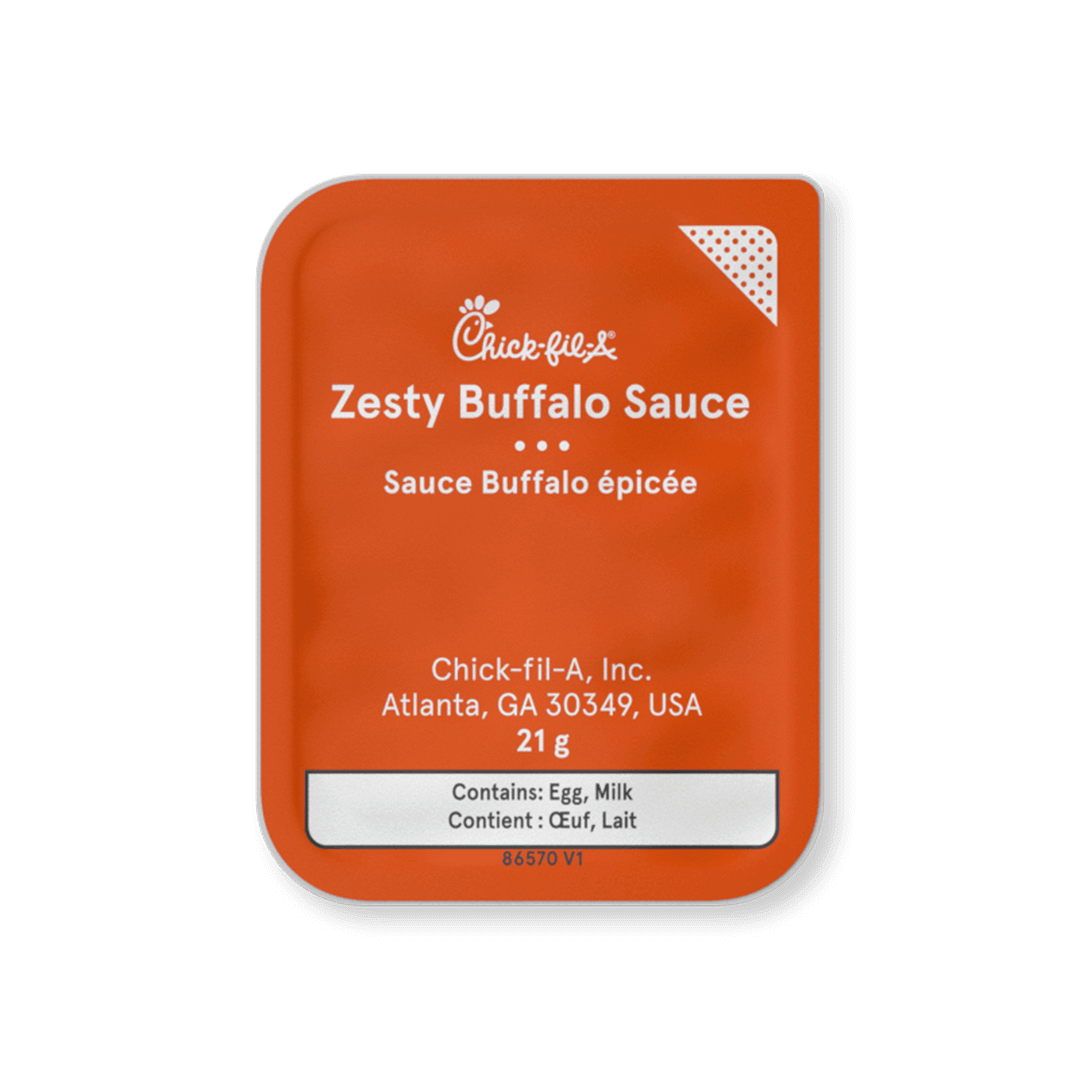 Chick-fil-A®
Zesty Buffalo Sauce
• • •
Sauce Buffalo épicée
Chick-fil-A, Inc.
Atlanta, GA 30349, USA
21 g
Contains: Egg, Milk
Contient : Œuf, Lait
86570 V1